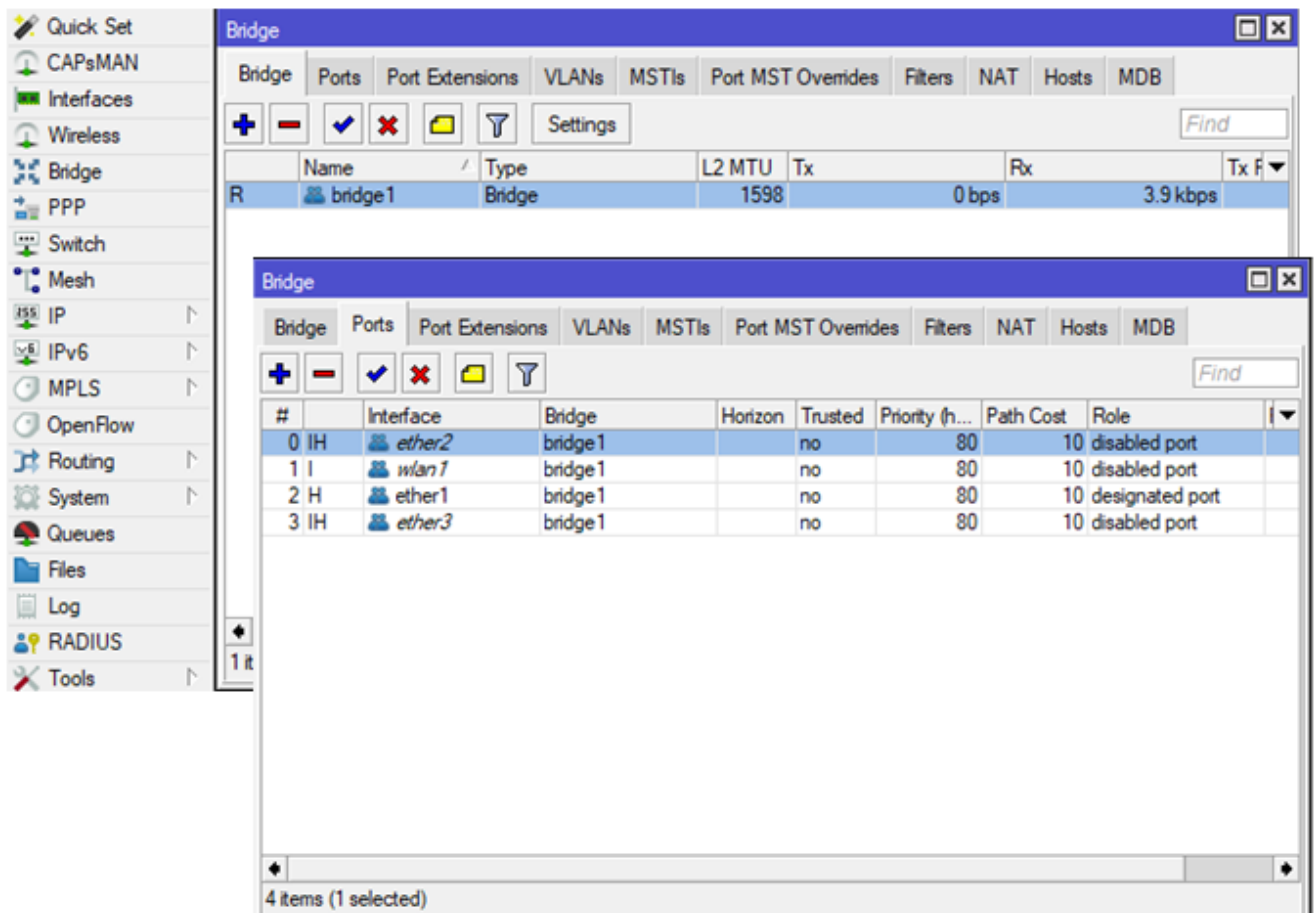 Quick Set
CAPsMAN
Interfaces
Wireless
Bridge
PPP
Switch
Mesh
IP
IPv6
MPLS
OpenFlow
Routing
System
Queues
Files
Log
RADIUS
Tools
Bridge
Bridge Ports Port Extensions VLANs MSTIs Port MST Overrides Filters NAT Hosts MDB
Settings Find
Name Type L2 MTU Tx Rx Tx
R bridge1 Bridge 1598 0 bps 3.9 kbps
1 it
Bridge
Bridge Ports Port Extensions VLANs MSTIs Port MST Overrides Filters NAT Hosts MDB
Find
# Interface Bridge Horizon Trusted Priority (h... Path Cost Role
0 IH ether2 bridge1 no 80 10 disabled port
1 I wlan1 bridge1 no 80 10 disabled port
2 H ether1 bridge1 no 80 10 designated port
3 IH ether3 bridge1 no 80 10 disabled port
4 items (1 selected)